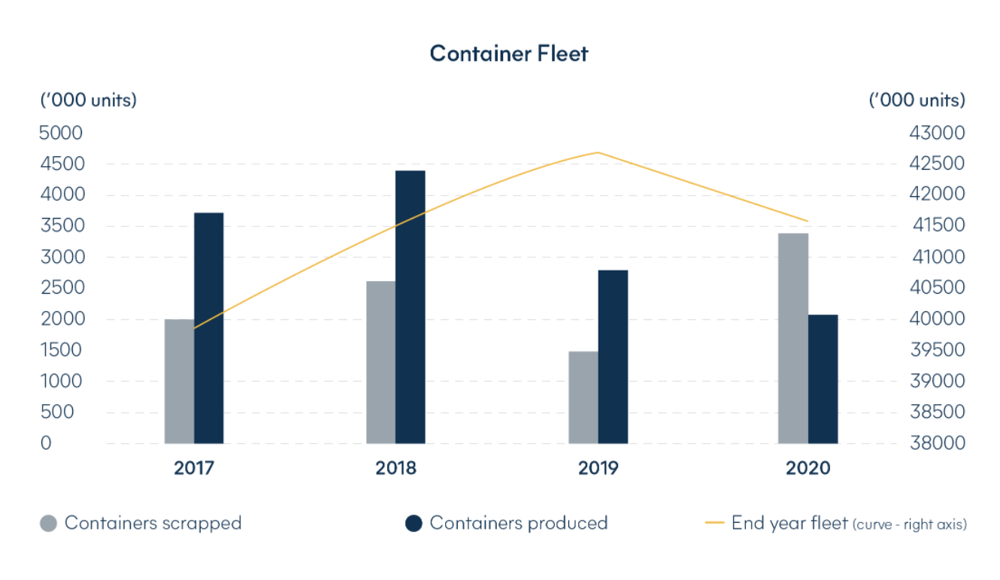 Container Fleet
('000 units) ('000 units)
5000 43000
4500 42500
4000 42000
3500 41500
3000 41000
2500 40500
2000 40000
1500 39500
1000 39000
500 38500
0 38000
2017 2018 2019 2020
Containers scrapped Containers produced End year fleet (curve - right axis)